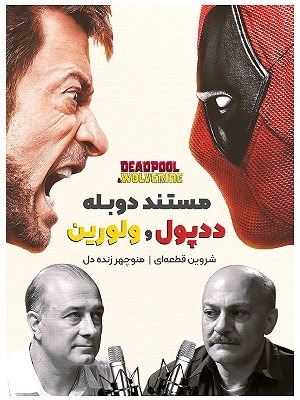 DEADPOOL
& WOLVERINE
مستند دوبله
ددپول و ولورین
شروین قطعه‌ای | منوچهر زنده دل